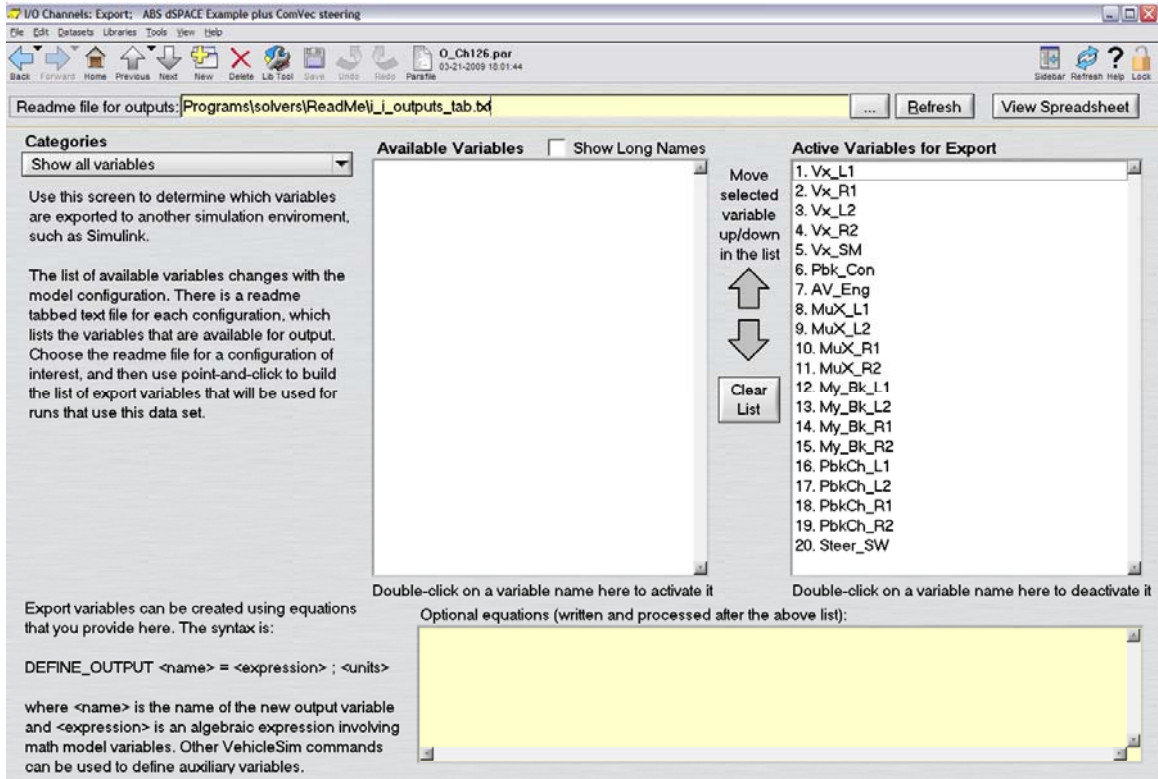 I/O Channels: Export; ABS dSPACE Example plus ComVec steering
File Edit Datasets Libraries Tools View Help
Back Forward Home Previous Next New Delete Lib Tool Save Undo Redo Parsfile Sidebar Refresh Help Lock
O_Ch126.par
03-21-2009 18:01:44
Readme file for outputs: Programs\solvers\ReadMe\i_i_outputs_tab.txt ... Refresh View Spreadsheet
Categories
Show all variables
Use this screen to determine which variables
are exported to another simulation enviroment,
such as Simulink.
The list of available variables changes with the
model configuration. There is a readme
tabbed text file for each configuration, which
lists the variables that are available for output.
Choose the readme file for a configuration of
interest, and then use point-and-click to build
the list of export variables that will be used for
runs that use this data set.
Available Variables Show Long Names
Double-click on a variable name here to activate it
Move
selected
variable
up/down
in the list
Clear
List
Active Variables for Export
1. Vx_L1
2. Vx_R1
3. Vx_L2
4. Vx_R2
5. Vx_SM
6. Pbk_Con
7. AV_Eng
8. MuX_L1
9. MuX_L2
10. MuX_R1
11. MuX_R2
12. My_Bk_L1
13. My_Bk_L2
14. My_Bk_R1
15. My_Bk_R2
16. PbkCh_L1
17. PbkCh_L2
18. PbkCh_R1
19. PbkCh_R2
20. Steer_SW
Double-click on a variable name here to deactivate it
Export variables can be created using equations
that you provide here. The syntax is:
DEFINE_OUTPUT <name> = <expression> ; <units>
where <name> is the name of the new output variable
and <expression> is an algebraic expression involving
math model variables. Other VehicleSim commands
can be used to define auxiliary variables.
Optional equations (written and processed after the above list):